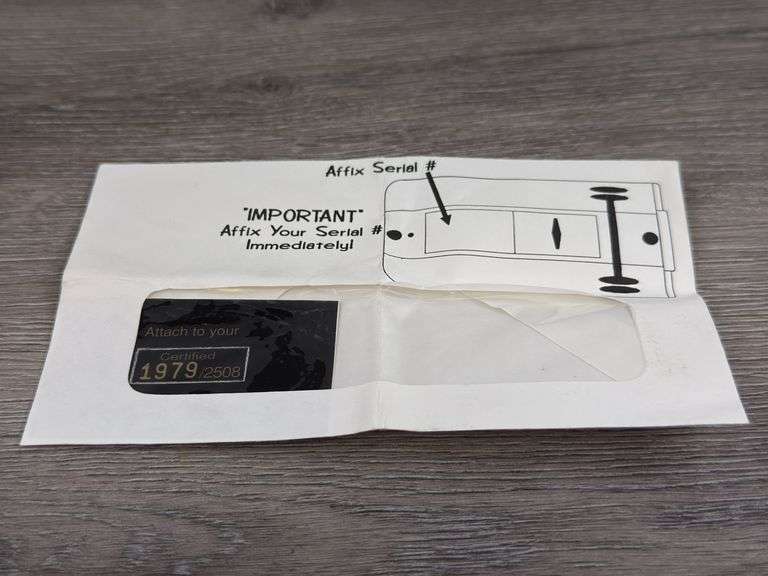 Affix Serial #
"IMPORTANT"
Affix Your Serial #
Immediately!
Attach to your
Certified
1979/2508